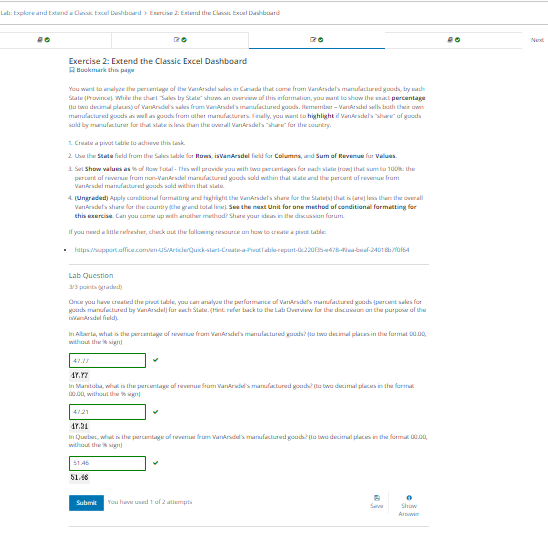 Lab: Explore and Extend a Classic Excel Dashboard > Exercise 2: Extend the Classic Excel Dashboard
Next
Exercise 2: Extend the Classic Excel Dashboard
Bookmark this page
You want to analyze the percentage of the VanArsdel sales in Canada that come from VanArsdel's manufactured goods, by each
State (Province). While the chart "Sales by State" shows an overview of this information, you want to show the exact percentage
(to two decimal places) of VanArsdel's sales from VanArsdel's manufactured goods. Remember – VanArsdel sells both their own
manufactured goods as well as goods from other manufacturers. Finally, you want to highlight if VanArsdel's "share" of goods
sold by manufacturer for that state is less than the overall VanArsdel's "share" for the country.
1. Create a pivot table to achieve this task.
2. Use the State field from the Sales table for Rows, isVanArsdel field for Columns, and Sum of Revenue for Values.
3. Set Show values as % of Row Total - This will provide you with two percentages for each state (row) that sum to 100%: the
percent of revenue from non-VanArsdel manufactured goods sold within that state and the percent of revenue from
VanArsdel manufactured goods sold within that state.
4. (Ungraded) Apply conditional formatting and highlight the VanArsdel's share for the State(s) that is (are) less than the overall
VanArsdel's share for the country (the grand total line). See the next Unit for one method of conditional formatting for
this exercise. Can you come up with another method? Share your ideas in the discussion forum.
If you need a little refresher, check out the following resource on how to create a pivot table:
• https://support.office.com/en-US/Article/Quick-start-Create-a-PivotTable-report-0c220f35-e478-49aa-beaf-24018b7f0f64
Lab Question
3/3 points (graded)
Once you have created the pivot table, you can analyze the performance of VanArsdel's manufactured goods (percent sales for
goods manufactured by VanArsdel) for each State. (Hint: refer back to the Lab Overview for the discussion on the purpose of the
isVanArsdel field).
In Alberta, what is the percentage of revenue from VanArsdel's manufactured goods? (to two decimal places in the format 00.00,
without the % sign)
47.77
47.77
In Manitoba, what is the percentage of revenue from VanArsdel's manufactured goods? (to two decimal places in the format
00.00, without the % sign)
47.21
47.21
In Quebec, what is the percentage of revenue from VanArsdel's manufactured goods? (to two decimal places in the format 00.00,
without the % sign)
51.46
51.46
Submit
You have used 1 of 2 attempts
Save
Show
Answer